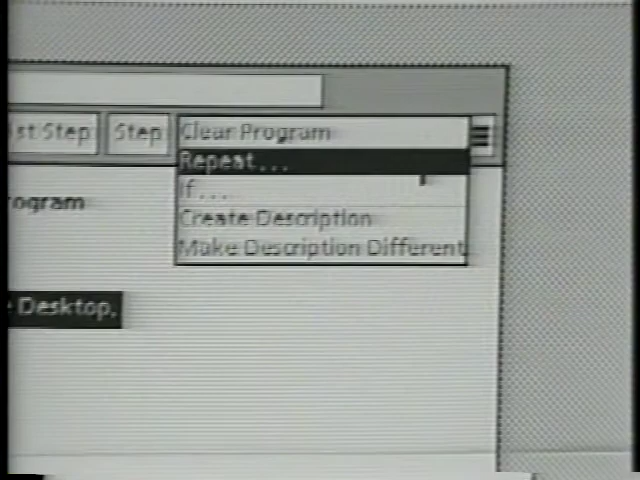 st Step Step Clear Program
Repeat...
If...
rogram
Create Description
Make Description Different
Desktop.